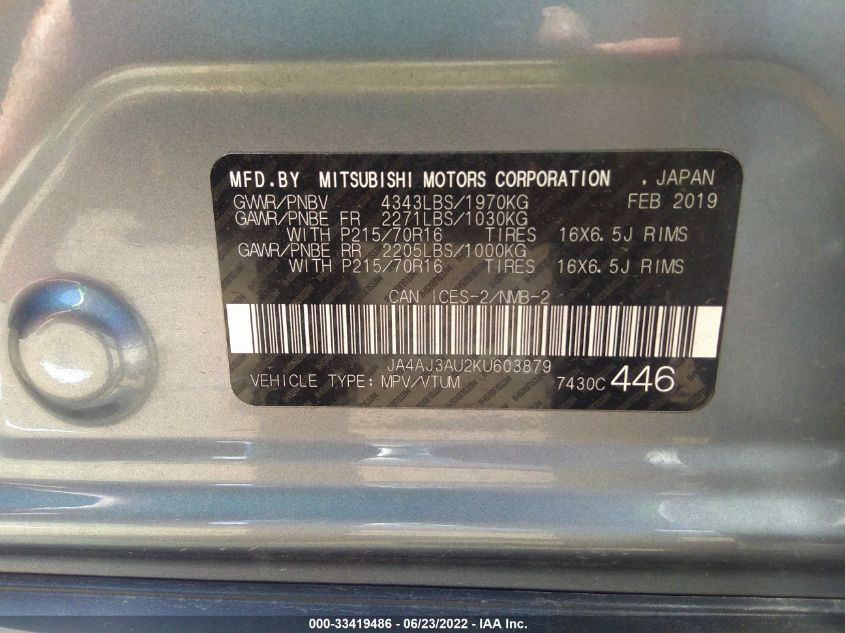 MFD.BY MITSUBISHI MOTORS CORPORATION , JAPAN
GVWR/PNBV 4343LBS/1970KG FEB 2019
GAWR/PNBE FR 2271LBS/1030KG
WITH P215/70R16 TIRES 16X6.5J RIMS
GAWR/PNBE RR 2205LBS/1000KG
WITH P215/70R16 TIRES 16X6.5J RIMS
CAN ICES-2/NMB-2
JA4AJ3AU2KU603879
VEHICLE TYPE: MPV/VTUM 7430C 446
000-33419486 - 06/23/2022 - IAA Inc.